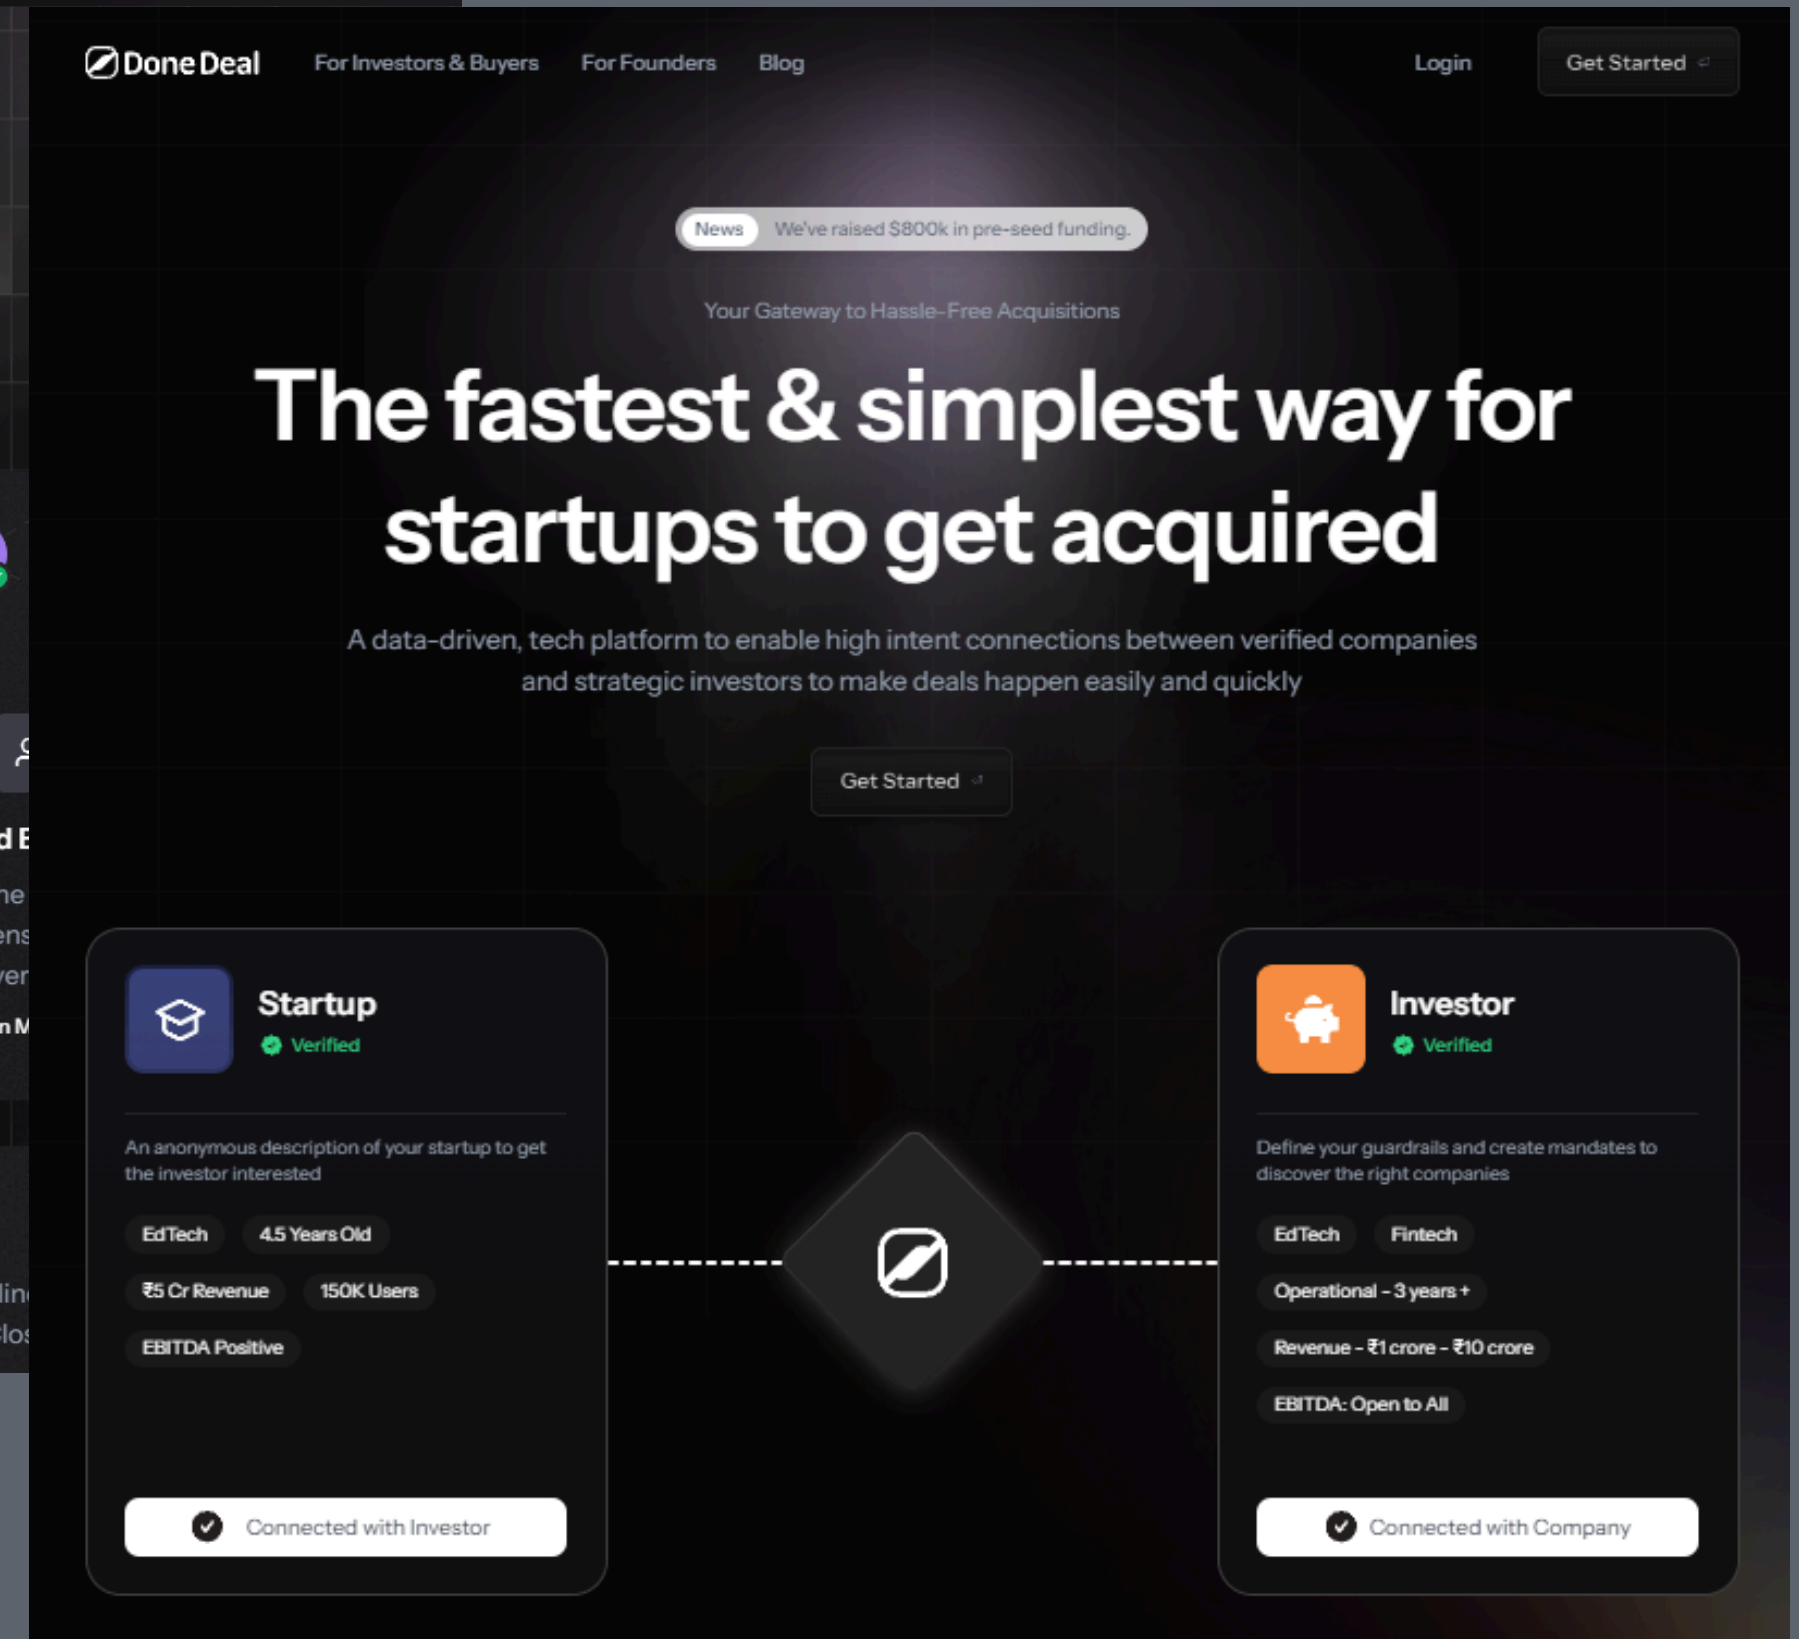 Done Deal
For Investors & Buyers
For Founders
Blog
Login
Get Started
News
We've raised $800k in pre-seed funding.
Your Gateway to Hassle-Free Acquisitions
The fastest & simplest way for
startups to get acquired
A data-driven, tech platform to enable high intent connections between verified companies
and strategic investors to make deals happen easily and quickly
Get Started
Startup
Verified
An anonymous description of your startup to get
the investor interested
EdTech
4.5 Years Old
₹5 Cr Revenue
150K Users
EBITDA Positive
Connected with Investor
Investor
Verified
Define your guardrails and create mandates to
discover the right companies
EdTech
Fintech
Operational - 3 years +
Revenue - ₹1 crore - ₹10 crore
EBITDA: Open to All
Connected with Company